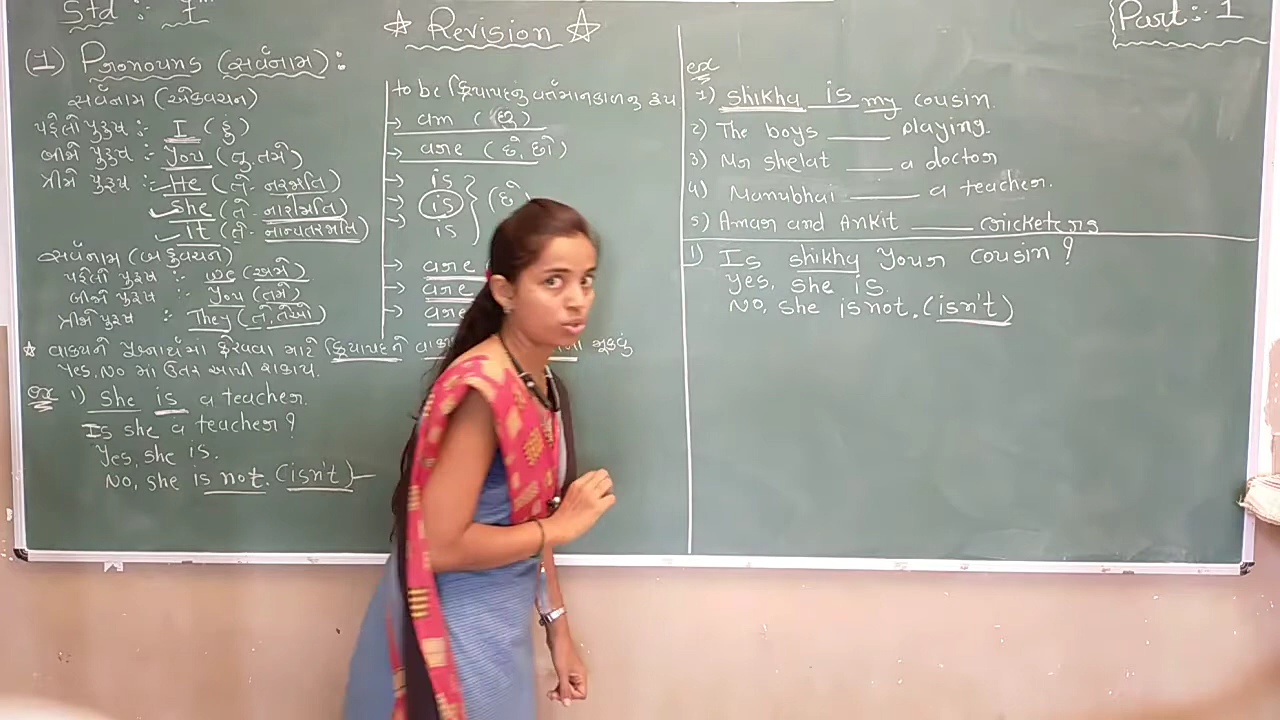 Std :
☆ Revision ☆
Part : 1
(1) Pronouns (સર્વનામ) :
સર્વનામ (એકવચન)
પહેલો પુરુષ :- I (હું)
બીજો પુરુષ :- You (તુ, તમે)
ત્રીજો પુરુષ :- He (તે - નરજાતિ)
She (તે - નારીજાતિ)
It (તે - નાન્યતરજાતિ)
સર્વનામ (બહુવચન)
પહેલો પુરુષ :- we (અમે)
બીજો પુરુષ :- You (તમે)
ત્રીજો પુરુષ :- They (તે, તેઓ)
to be ક્રિયાપદનુ વર્તમાનકાળનુ રૂપ
→ am (છુ)
→ are (છે, છો)
→ is
→ is (છે)
→ is
→ are
→ are
→ are
☆ વાક્યને પ્રશ્નાર્થમાં ફેરવવા માટે ક્રિયાપદને મૂકવું
Yes, No મા ઉત્તર આપી શકાય.
ex 1) She is a teacher.
Is she a teacher?
Yes, she is.
No, she is not. (isn't)
ex
1) Shikha is my cousin.
2) The boys ____ playing.
3) Mr shelat ____ a doctor
4) Manubhai ____ a teacher.
5) Amar and Ankit ____ cricketers
1) Is shikha your cousin ?
Yes, she is.
No, she is not. (isn't)